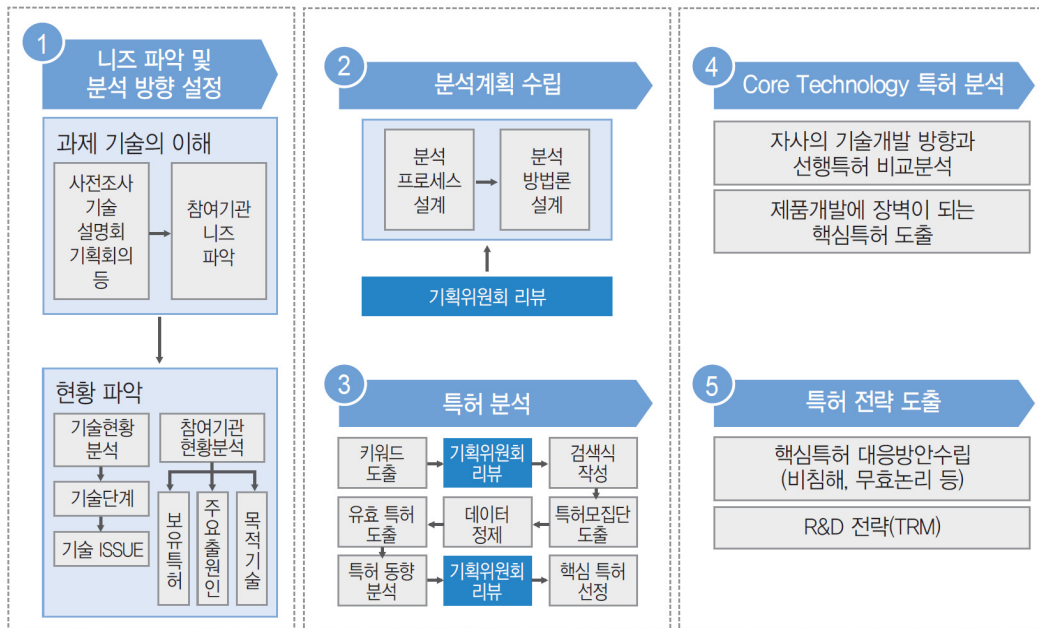 1
니즈 파악 및
분석 방향 설정
과제 기술의 이해
사전조사
기술
설명회
기획회의
등
참여기관
니즈
파악
현황 파악
기술현황
분석
기술단계
기술 ISSUE
참여기관
현황분석
보유특허
주요출원인
목적기술
2
분석계획 수립
분석
프로세스
설계
분석
방법론
설계
기획위원회 리뷰
3
특허 분석
키워드
도출
기획위원회
리뷰
검색식
작성
유효 특허
도출
데이터
정제
특허모집단
도출
특허 동향
분석
기획위원회
리뷰
핵심 특허
선정
4
Core Technology 특허 분석
자사의 기술개발 방향과
선행특허 비교분석
제품개발에 장벽이 되는
핵심특허 도출
5
특허 전략 도출
핵심특허 대응방안수립
(비침해, 무효논리 등)
R&D 전략(TRM)